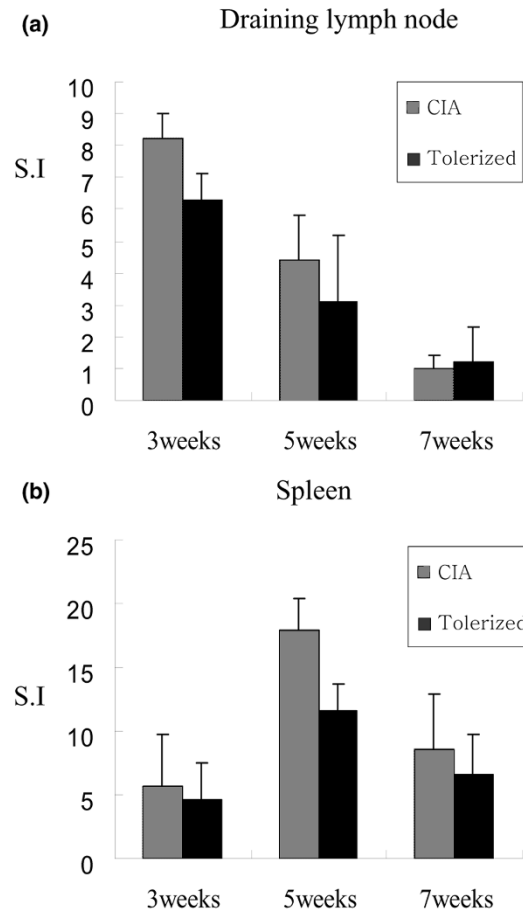 (a)
Draining lymph node
S.I
10
9
8
7
6
5
4
3
2
1
0
CIA
Tolerized
3weeks
5weeks
7weeks
(b)
Spleen
S.I
25
20
15
10
5
0
CIA
Tolerized
3weeks
5weeks
7weeks